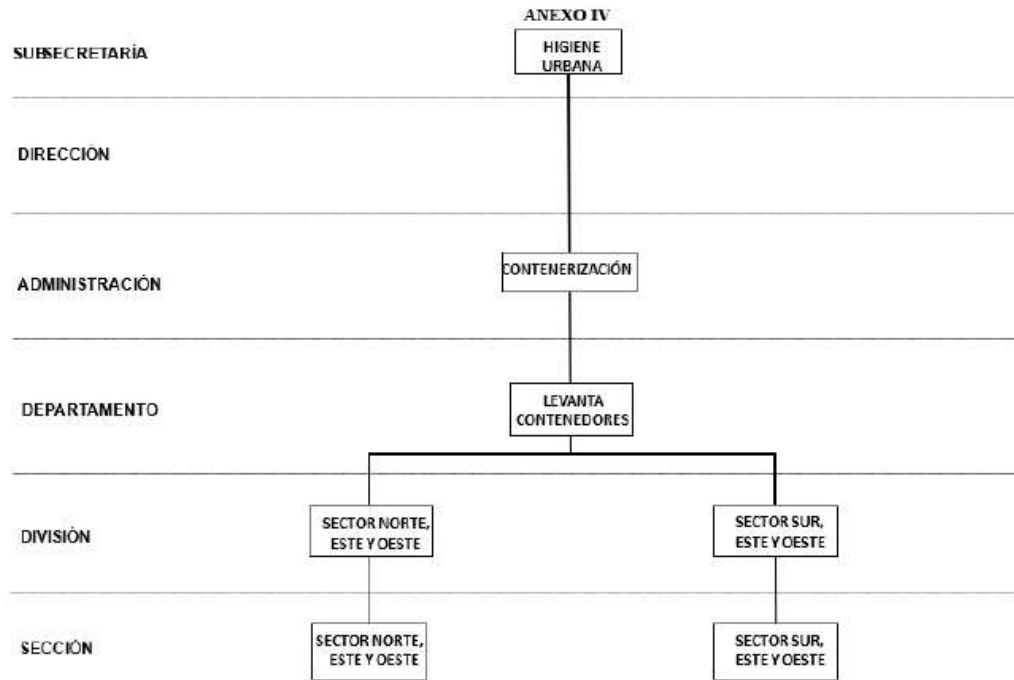 ANEXO IV
SUBSECRETARÍA
HIGIENE
URBANA
DIRECCIÓN
ADMINISTRACIÓN
CONTENERIZACIÓN
DEPARTAMENTO
LEVANTA
CONTENEDORES
DIVISIÓN
SECTOR NORTE,
ESTE Y OESTE
SECTOR SUR,
ESTE Y OESTE
SECCIÓN
SECTOR NORTE,
ESTE Y OESTE
SECTOR SUR,
ESTE Y OESTE